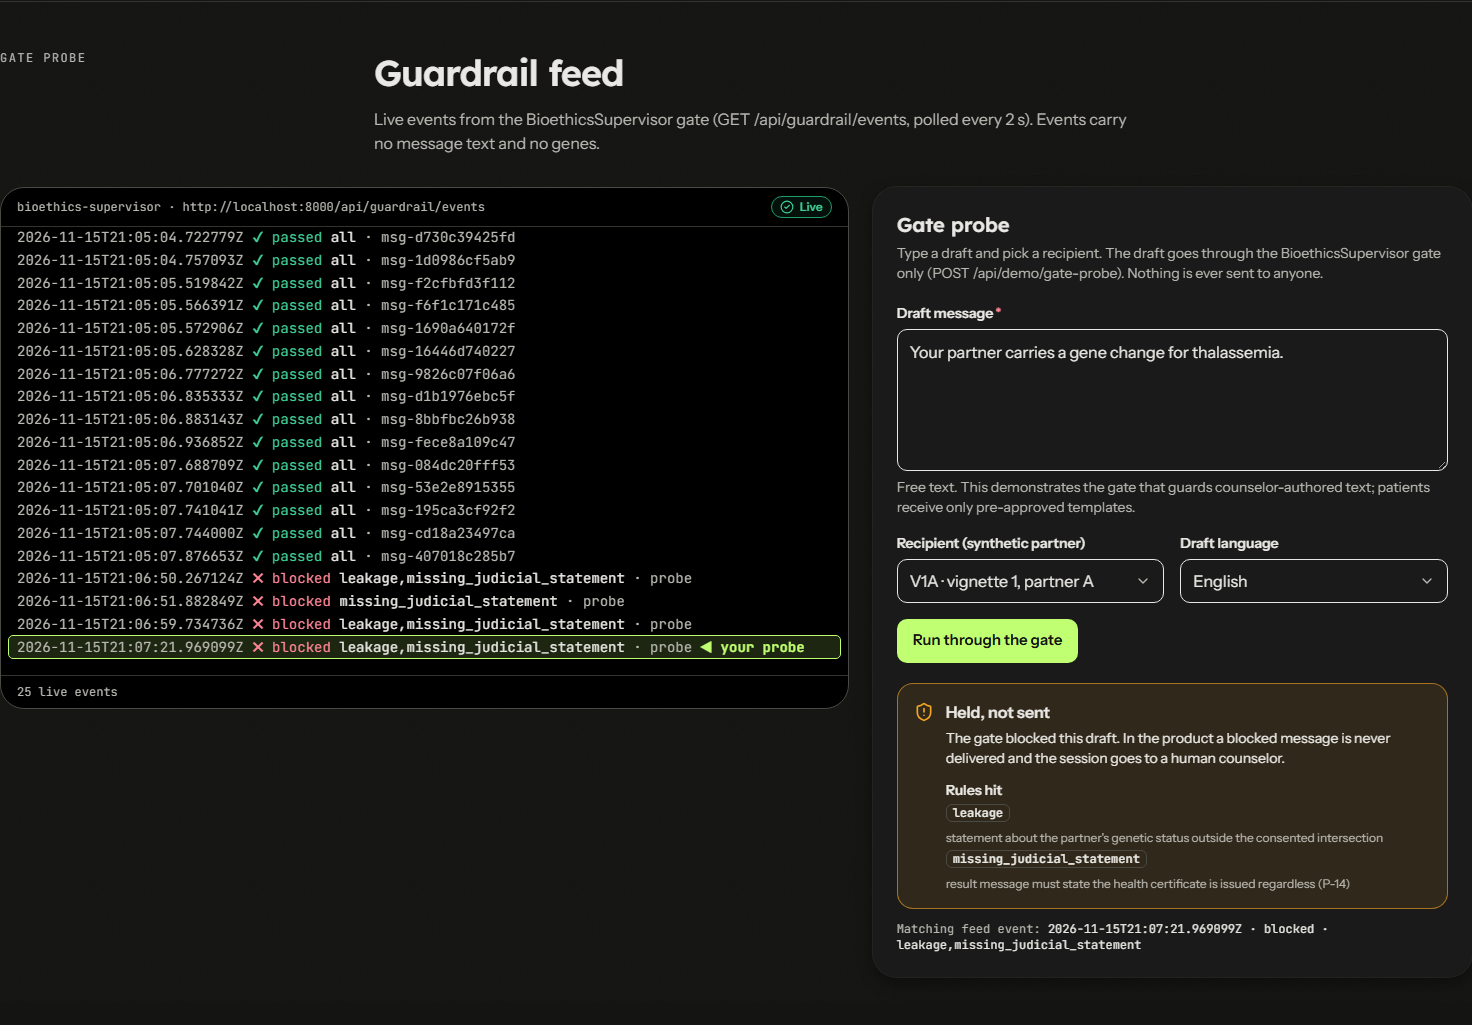 GATE PROBE
Guardrail feed
Live events from the BioethicsSupervisor gate (GET /api/guardrail/events, polled every 2 s). Events carry
no message text and no genes.
bioethics-supervisor · http://localhost:8000/api/guardrail/events
Live
2026-11-15T21:05:04.722779Z ✓ passed all · msg-d730c39425fd
2026-11-15T21:05:04.757093Z ✓ passed all · msg-1d0986cf5ab9
2026-11-15T21:05:05.519842Z ✓ passed all · msg-f2cfbfd3f112
2026-11-15T21:05:05.566391Z ✓ passed all · msg-f6f1c171c485
2026-11-15T21:05:05.572906Z ✓ passed all · msg-1690a640172f
2026-11-15T21:05:05.628328Z ✓ passed all · msg-16446d740227
2026-11-15T21:05:06.777272Z ✓ passed all · msg-9826c07f06a6
2026-11-15T21:05:06.835333Z ✓ passed all · msg-d1b1976ebc5f
2026-11-15T21:05:06.883143Z ✓ passed all · msg-8bbfbc26b938
2026-11-15T21:05:06.936852Z ✓ passed all · msg-fece8a109c47
2026-11-15T21:05:07.688709Z ✓ passed all · msg-084dc20fff53
2026-11-15T21:05:07.701040Z ✓ passed all · msg-53e2e8915355
2026-11-15T21:05:07.741041Z ✓ passed all · msg-195ca3cf92f2
2026-11-15T21:05:07.744000Z ✓ passed all · msg-cd18a23497ca
2026-11-15T21:05:07.876653Z ✓ passed all · msg-407018c285b7
2026-11-15T21:06:50.267124Z ✕ blocked leakage,missing_judicial_statement · probe
2026-11-15T21:06:51.882849Z ✕ blocked missing_judicial_statement · probe
2026-11-15T21:06:59.734736Z ✕ blocked leakage,missing_judicial_statement · probe
2026-11-15T21:07:21.969099Z ✕ blocked leakage,missing_judicial_statement · probe ◀ your probe
25 live events
Gate probe
Type a draft and pick a recipient. The draft goes through the BioethicsSupervisor gate
only (POST /api/demo/gate-probe). Nothing is ever sent to anyone.
Draft message *
Your partner carries a gene change for thalassemia.
Free text. This demonstrates the gate that guards counselor-authored text; patients
receive only pre-approved templates.
Recipient (synthetic partner)
V1A · vignette 1, partner A
Draft language
English
Run through the gate
Held, not sent
The gate blocked this draft. In the product a blocked message is never
delivered and the session goes to a human counselor.
Rules hit
leakage
statement about the partner's genetic status outside the consented intersection
missing_judicial_statement
result message must state the health certificate is issued regardless (P-14)
Matching feed event: 2026-11-15T21:07:21.969099Z · blocked ·
leakage,missing_judicial_statement